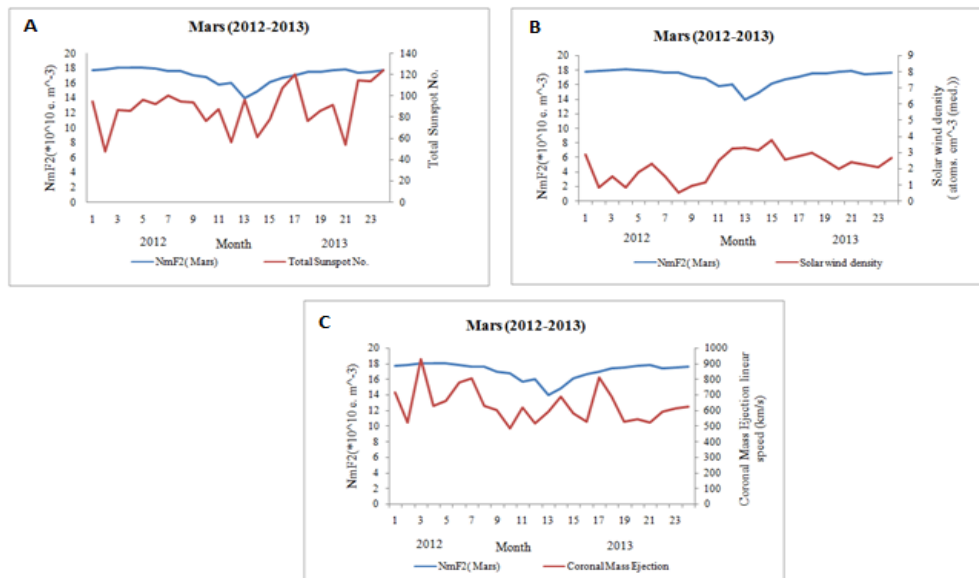 A
Mars (2012-2013)
NmF2(*10^10 e. m^-3)
20
18
16
14
12
10
8
6
4
2
0
140
120
100
80
60
40
20
0
Total Sunspot No.
1 3 5 7 9 11 13 15 17 19 21 23
2012 Month 2013
NmF2( Mars) Total Sunspot No.
B
Mars (2012-2013)
NmF2(*10^10 e. m^-3)
20
18
16
14
12
10
8
6
4
2
0
9
8
7
6
5
4
3
2
1
0
Solar wind density
( atoms. cm^-3 (med.))
1 3 5 7 9 11 13 15 17 19 21 23
2012 Month 2013
NmF2( Mars) Solar wind density
C
Mars (2012-2013)
NmF2(*10^10 e. m^-3)
20
18
16
14
12
10
8
6
4
2
0
1000
900
800
700
600
500
400
300
200
100
0
Coronal Mass Ejection linear
speed (km/s)
1 3 5 7 9 11 13 15 17 19 21 23
2012 Month 2013
NmF2( Mars) Coronal Mass Ejection